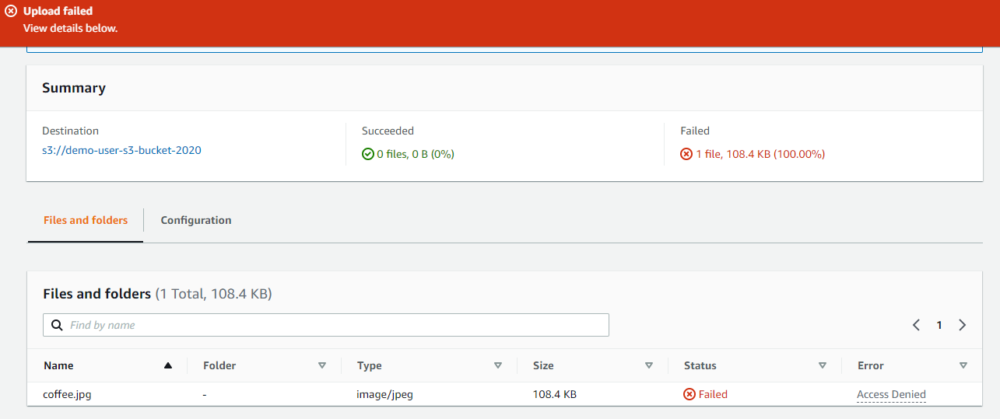 Upload failed
View details below.
Summary
Destination
s3://demo-user-s3-bucket-2020
Succeeded
0 files, 0 B (0%)
Failed
1 file, 108.4 KB (100.00%)
Files and folders
Configuration
Files and folders (1 Total, 108.4 KB)
Find by name
1
Name Folder Type Size Status Error
coffee.jpg - image/jpeg 108.4 KB Failed Access Denied